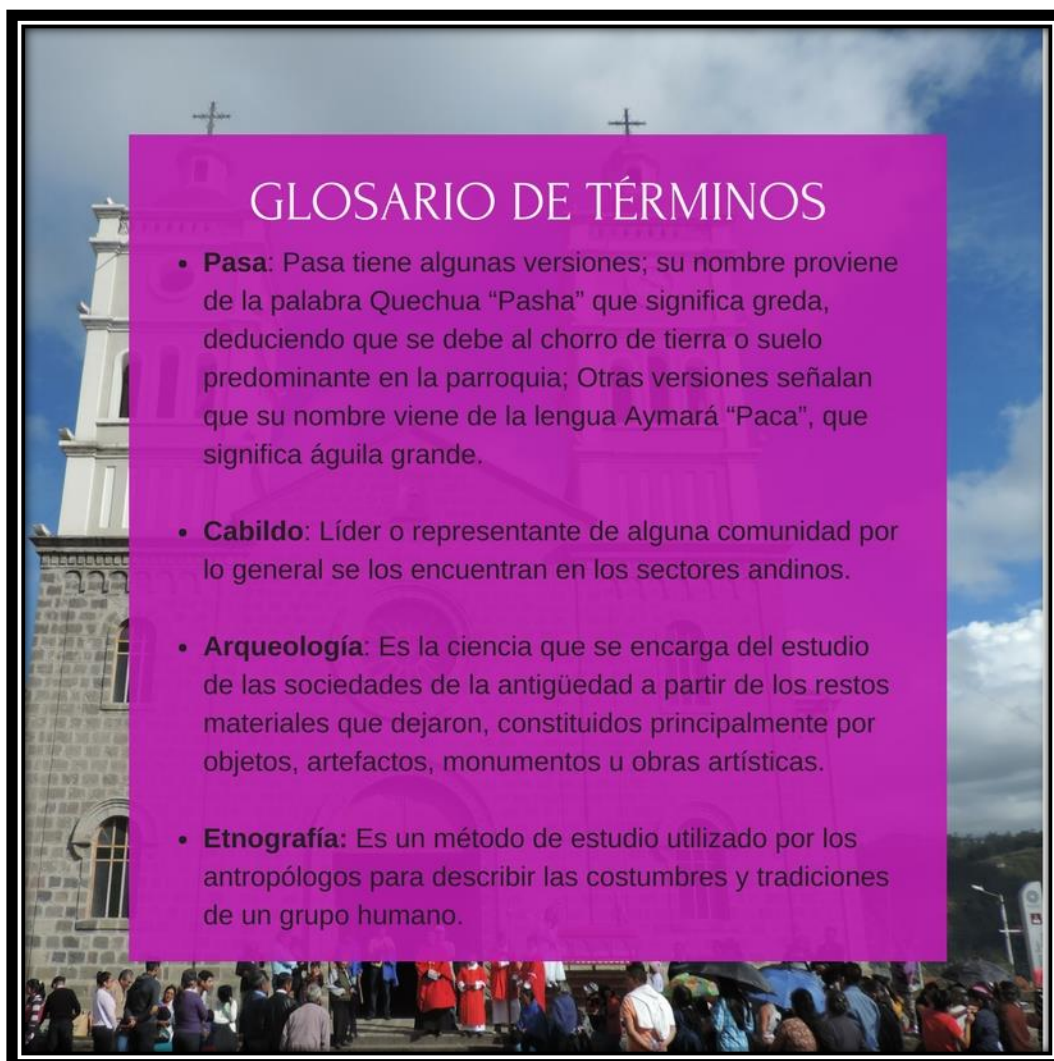 GLOSARIO DE TÉRMINOS
• Pasa: Pasa tiene algunas versiones; su nombre proviene
de la palabra Quechua “Pasha” que significa greda,
deduciendo que se debe al chorro de tierra o suelo
predominante en la parroquia; Otras versiones señalan
que su nombre viene de la lengua Aymará “Paca”, que
significa águila grande.
• Cabildo: Líder o representante de alguna comunidad por
lo general se los encuentran en los sectores andinos.
• Arqueología: Es la ciencia que se encarga del estudio
de las sociedades de la antigüedad a partir de los restos
materiales que dejaron, constituidos principalmente por
objetos, artefactos, monumentos u obras artísticas.
• Etnografía: Es un método de estudio utilizado por los
antropólogos para describir las costumbres y tradiciones
de un grupo humano.